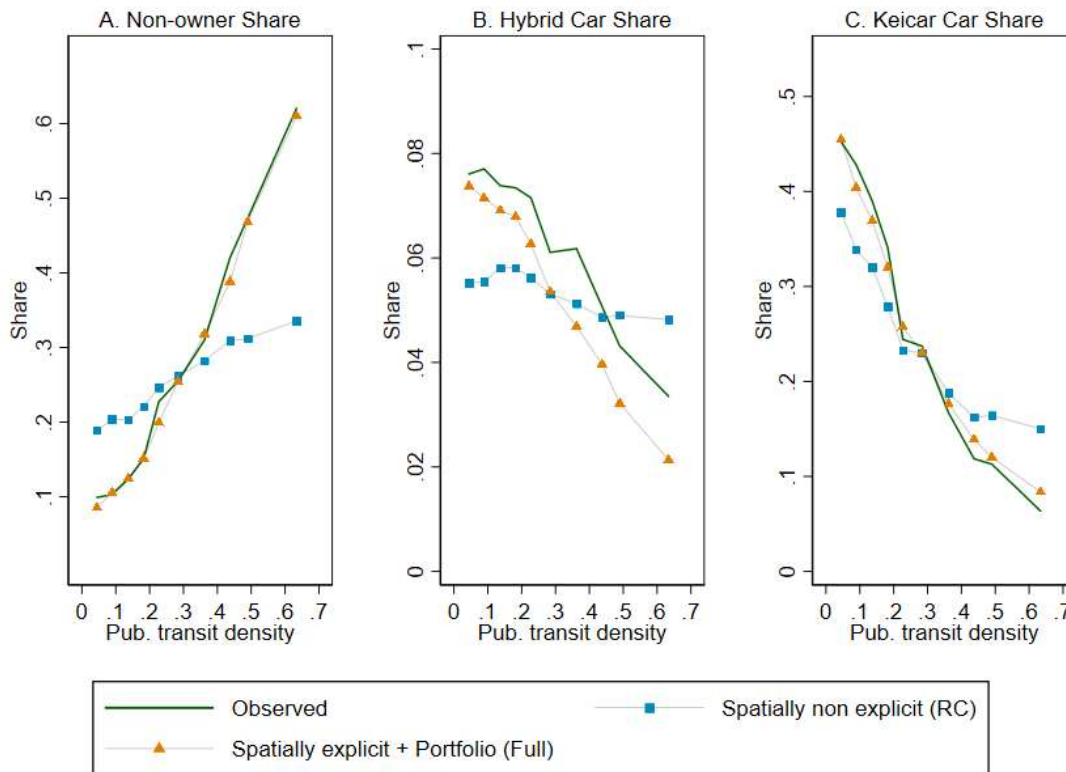 A. Non-owner Share
Share
.1 .2 .3 .4 .5 .6
0 .1 .2 .3 .4 .5 .6 .7
Pub. transit density
B. Hybrid Car Share
Share
0 .02 .04 .06 .08 .1
0 .1 .2 .3 .4 .5 .6 .7
Pub. transit density
C. Keicar Car Share
Share
0 .1 .2 .3 .4 .5
0 .1 .2 .3 .4 .5 .6 .7
Pub. transit density
Observed
Spatially non explicit (RC)
Spatially explicit + Portfolio (Full)